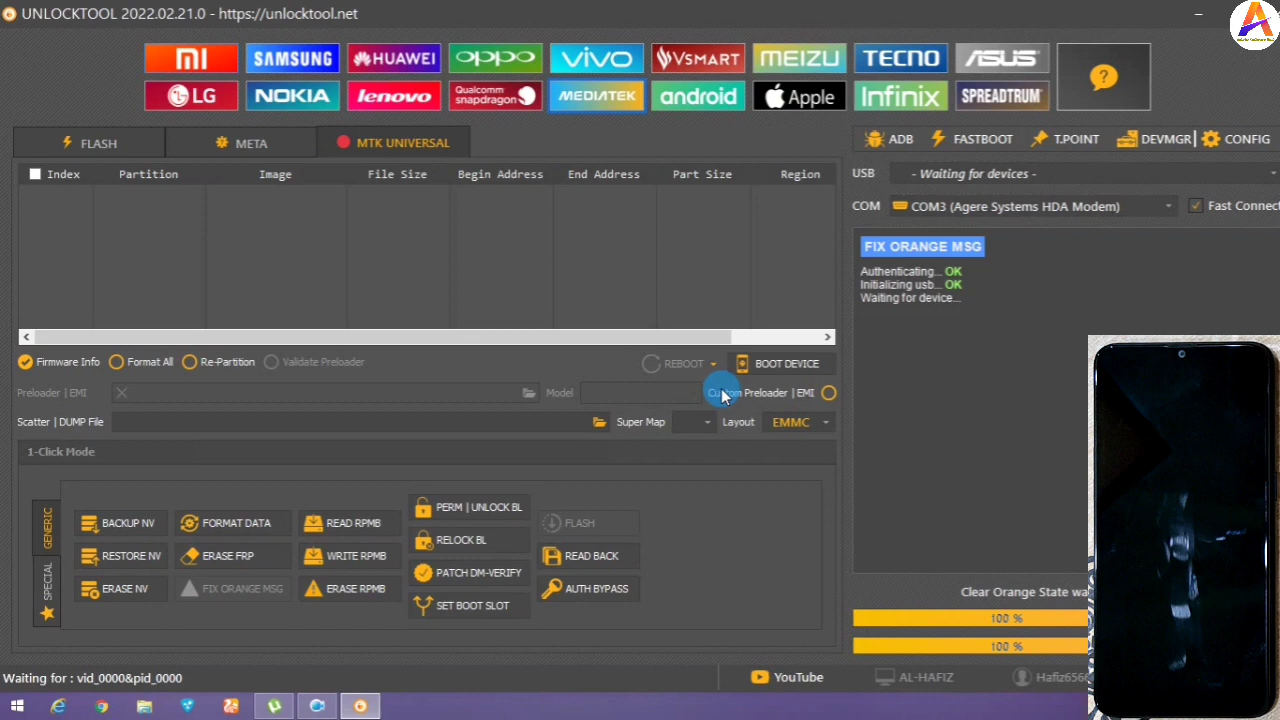 UNLOCKTOOL 2022.02.21.0 - https://unlocktool.net
SAMSUNG HUAWEI oppo vivo VSMART MEIZU TECNO ASUS
LG NOKIA lenovo Qualcomm snapdragon MEDIATEK android Apple Infinix SPREADTRUM
?
FLASH META MTK UNIVERSAL
ADB FASTBOOT T.POINT DEVMGR CONFIG
Index Partition Image File Size Begin Address End Address Part Size Region
USB - Waiting for devices -
COM COM3 (Agere Systems HDA Modem) Fast Connect
FIX ORANGE MSG
Authenticating... OK
Initializing usb... OK
Waiting for device...
Firmware Info Format All Re-Partition Validate Preloader REBOOT BOOT DEVICE
Preloader | EMI Model Custom Preloader | EMI
Scatter | DUMP File Super Map Layout EMMC
1-Click Mode
GENERIC
SPECIAL
BACKUP NV FORMAT DATA READ RPMB PERM | UNLOCK BL FLASH
RESTORE NV ERASE FRP WRITE RPMB RELOCK BL READ BACK
ERASE NV FIX ORANGE MSG ERASE RPMB PATCH DM-VERIFY AUTH BYPASS
SET BOOT SLOT
Clear Orange State wa
100 %
100 %
Waiting for : vid_0000&pid_0000 YouTube AL-HAFIZ